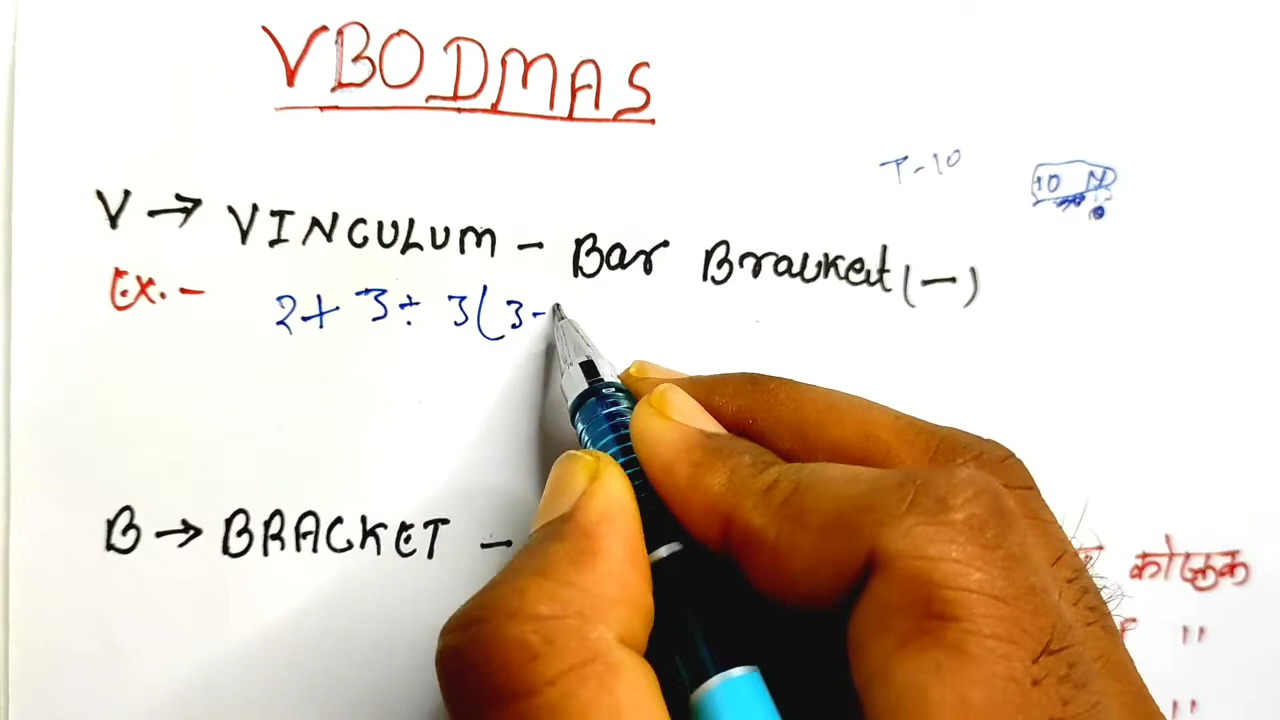 VBODMAS
T-10
10 N
V → VINCULUM - Bar Bracket (—)
Ex. - 2 + 3 ÷ 3 ( 3 -
B → BRACKET -
कोष्ठक
"
"